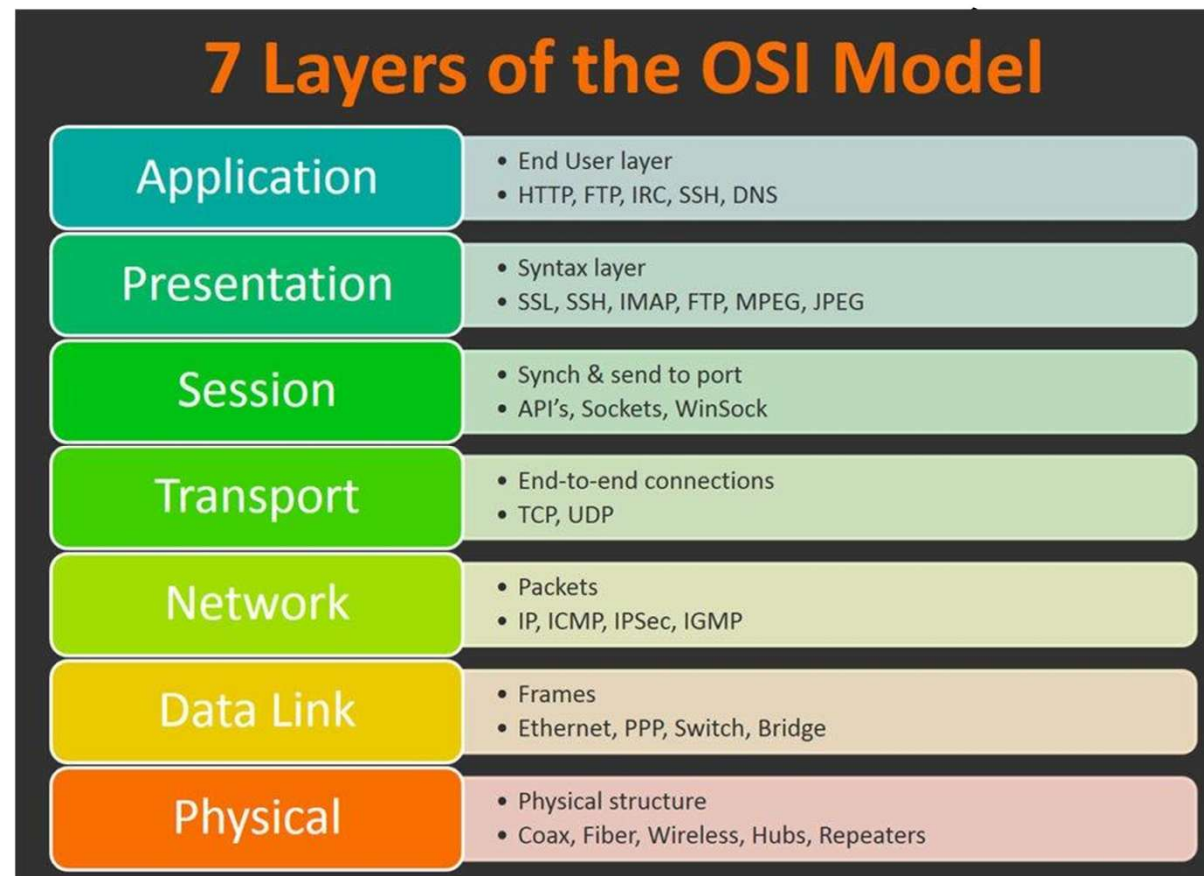 7 Layers of the OSI Model
Application
• End User layer
• HTTP, FTP, IRC, SSH, DNS
Presentation
• Syntax layer
• SSL, SSH, IMAP, FTP, MPEG, JPEG
Session
• Synch & send to port
• API's, Sockets, WinSock
Transport
• End-to-end connections
• TCP, UDP
Network
• Packets
• IP, ICMP, IPSec, IGMP
Data Link
• Frames
• Ethernet, PPP, Switch, Bridge
Physical
• Physical structure
• Coax, Fiber, Wireless, Hubs, Repeaters